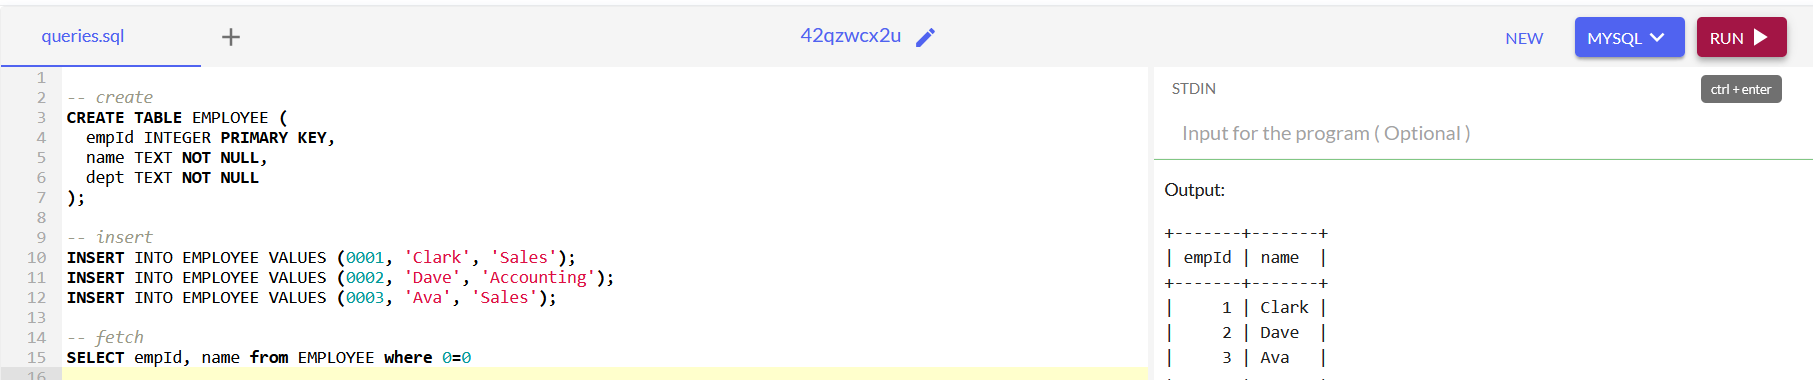 queries.sql + 42qzwcx2u NEW MYSQL RUN
ctrl + enter
1
2 -- create
3 CREATE TABLE EMPLOYEE (
4   empId INTEGER PRIMARY KEY,
5   name TEXT NOT NULL,
6   dept TEXT NOT NULL
7 );
8
9 -- insert
10 INSERT INTO EMPLOYEE VALUES (0001, 'Clark', 'Sales');
11 INSERT INTO EMPLOYEE VALUES (0002, 'Dave', 'Accounting');
12 INSERT INTO EMPLOYEE VALUES (0003, 'Ava', 'Sales');
13
14 -- fetch
15 SELECT empId, name from EMPLOYEE where 0=0
16
STDIN
Input for the program ( Optional )
Output:
+-------+-------+
| empId | name  |
+-------+-------+
|     1 | Clark |
|     2 | Dave  |
|     3 | Ava   |